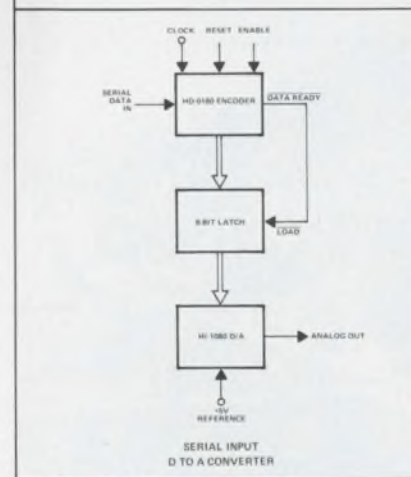 CLOCK RESET ENABLE
SERIAL
DATA
IN
HD-0180 ENCODER
DATA READY
8-BIT LATCH
LOAD
HI-1080 D/A
ANALOG OUT
+5V
REFERENCE
SERIAL INPUT
D TO A CONVERTER